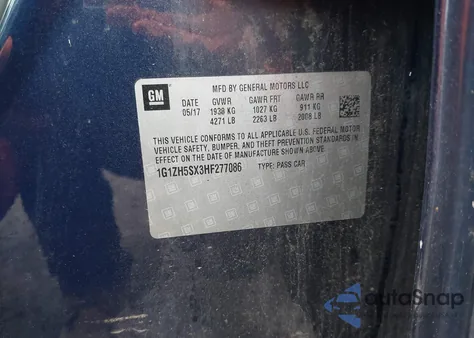 GM
MFD BY GENERAL MOTORS LLC
DATE GVWR GAWR FRT GAWR RR
05/17 1938 KG 1027 KG 911 KG
4271 LB 2263 LB 2008 LB
THIS VEHICLE CONFORMS TO ALL APPLICABLE U.S. FEDERAL MOTOR
VEHICLE SAFETY, BUMPER, AND THEFT PREVENTION STANDARDS IN
EFFECT ON THE DATE OF MANUFACTURE SHOWN ABOVE.
1G1ZH5SX3HF277086 TYPE: PASS CAR
autoSnap